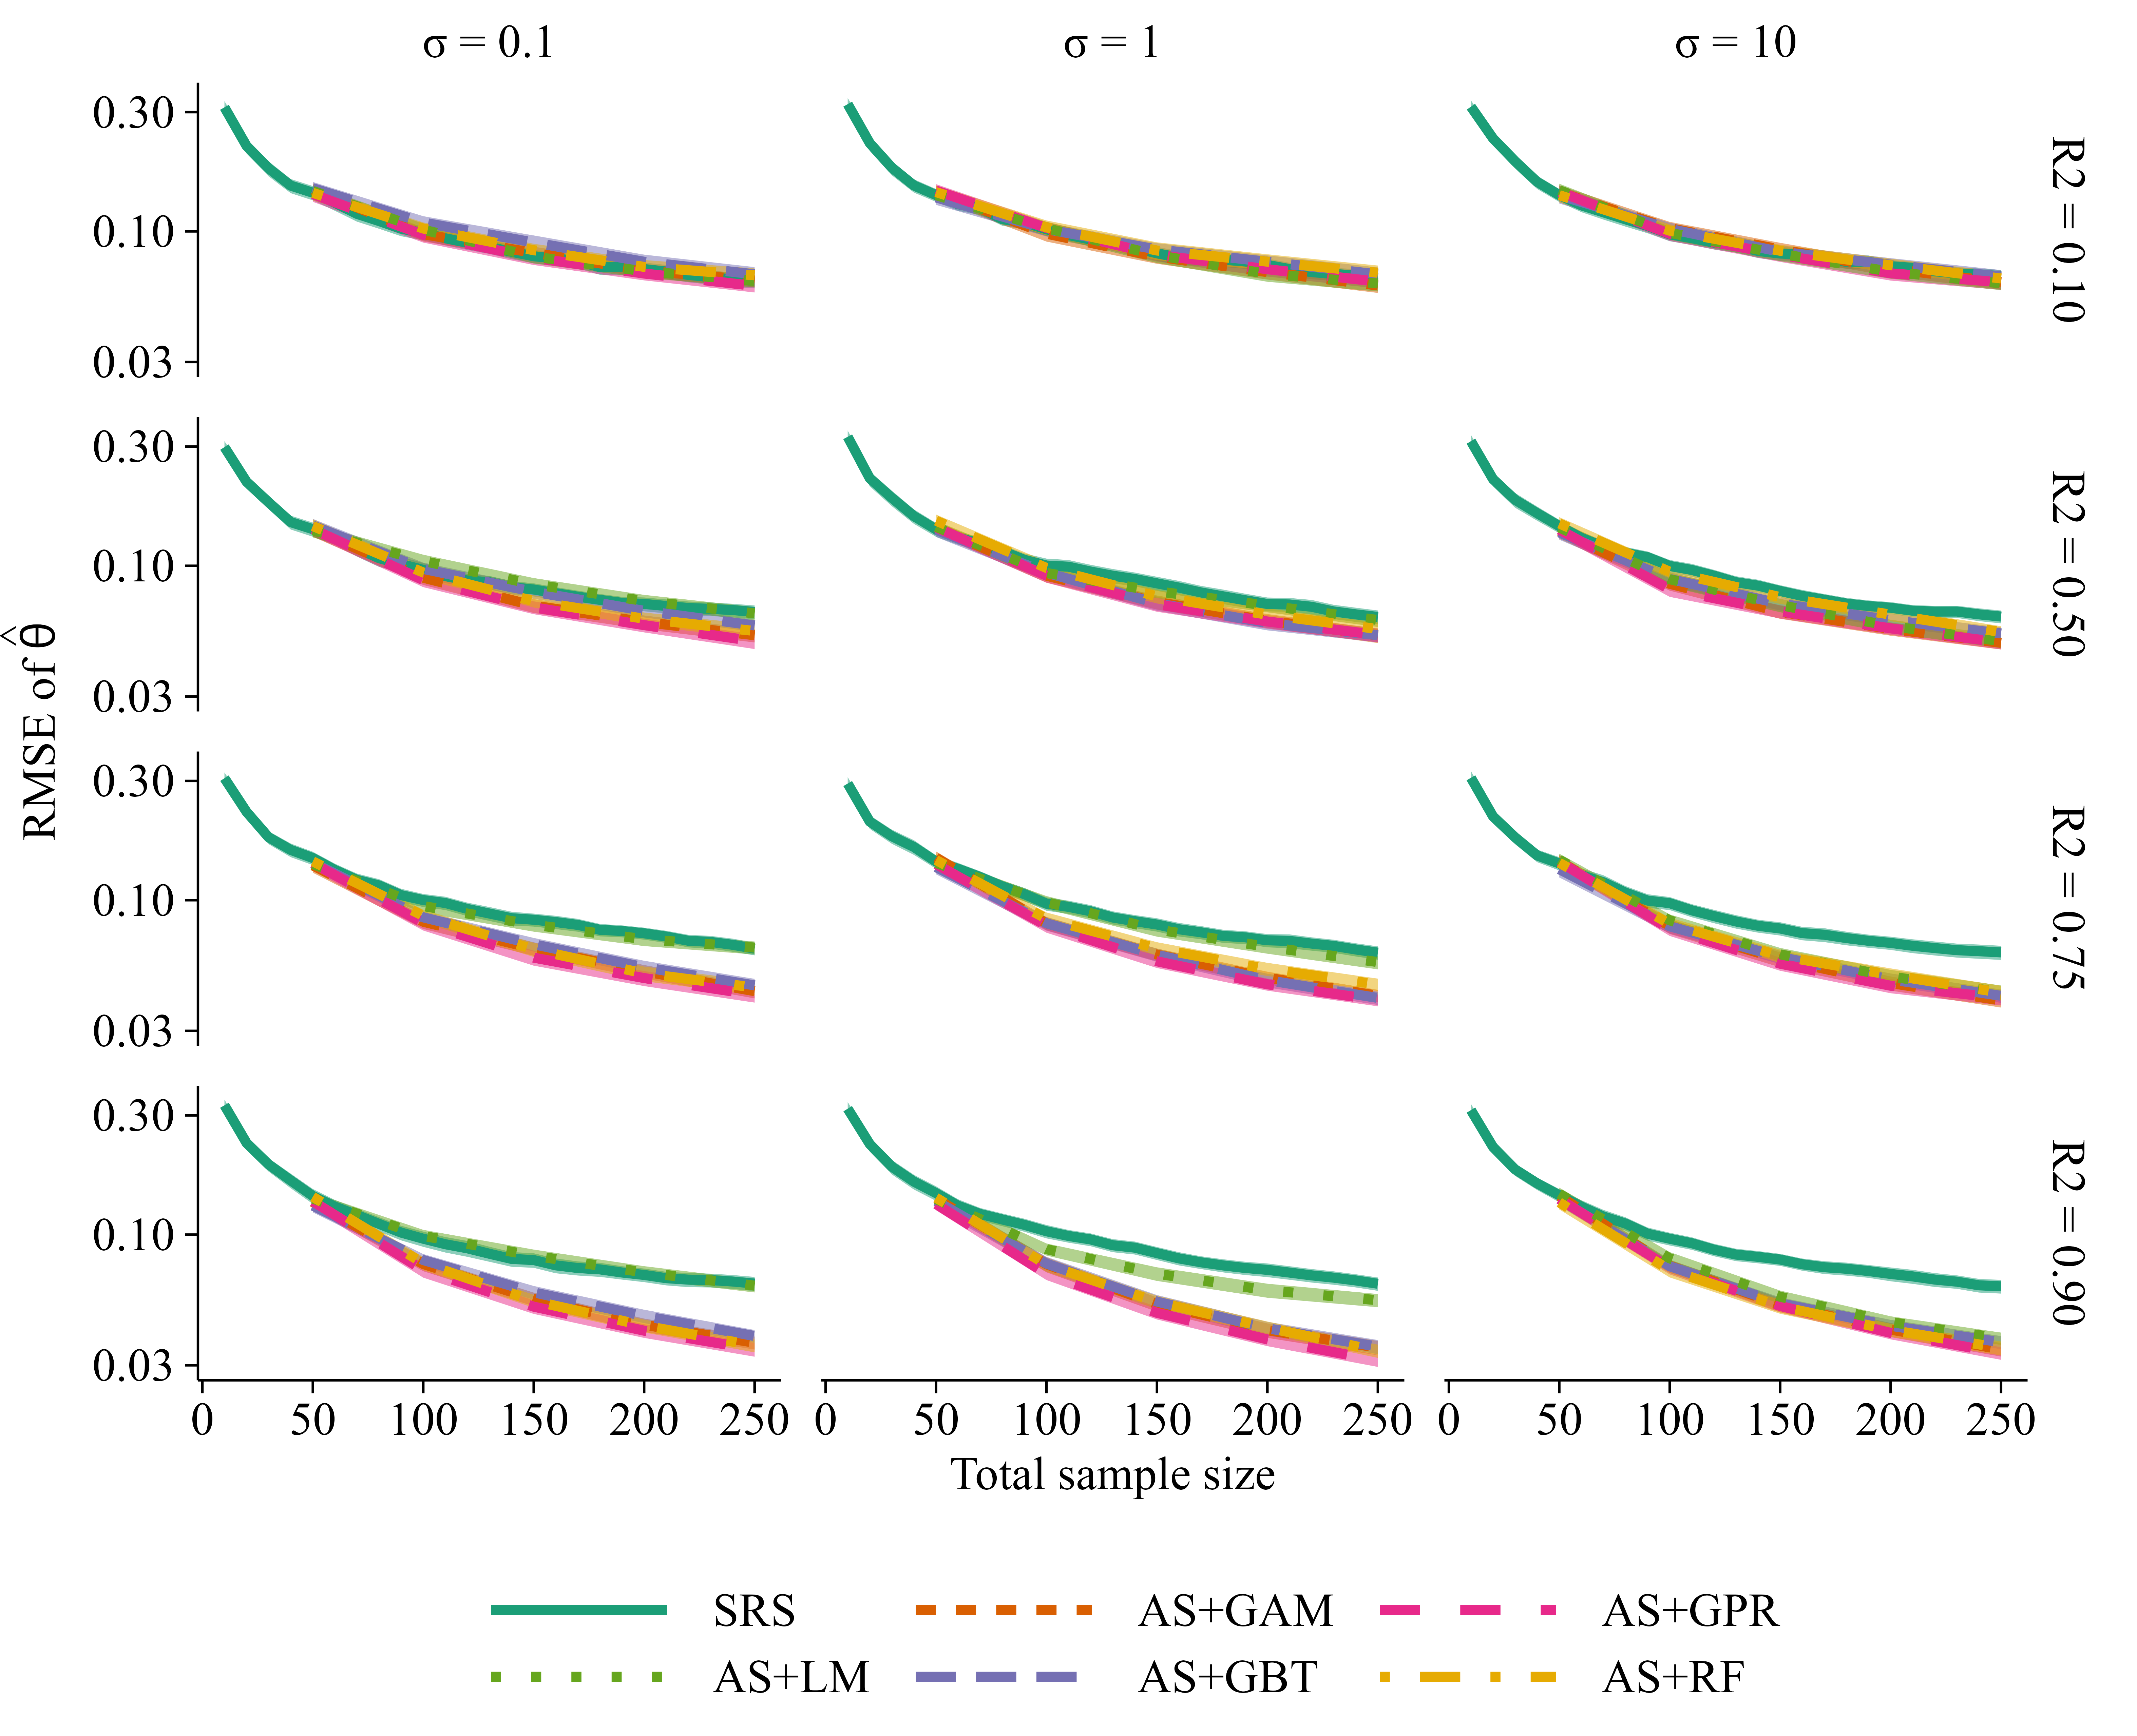 σ = 0.1 σ = 1 σ = 10
0.30
0.10
0.03
R2 = 0.10
0.30
0.10
0.03
R2 = 0.50
RMSE of θ̂
0.30
0.10
0.03
R2 = 0.75
0.30
0.10
0.03
R2 = 0.90
0 50 100 150 200 250 0 50 100 150 200 250 0 50 100 150 200 250
Total sample size
SRS AS+GAM AS+GPR
AS+LM AS+GBT AS+RF